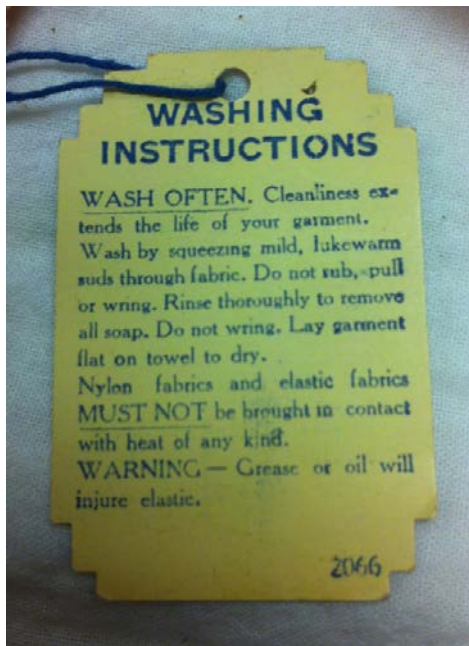 WASHING
INSTRUCTIONS
WASH OFTEN. Cleanliness ex-
tends the life of your garment.
Wash by squeezing mild, lukewarm
suds through fabric. Do not rub, pull
or wring. Rinse thoroughly to remove
all soap. Do not wring. Lay garment
flat on towel to dry.
Nylon fabrics and elastic fabrics
MUST NOT be brought in contact
with heat of any kind.
WARNING — Grease or oil will
injure elastic.
2066